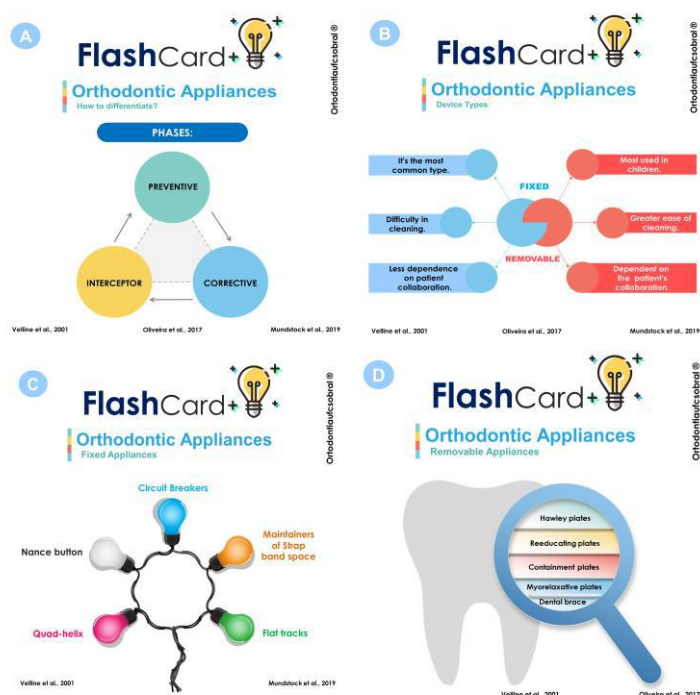 A
FlashCard
Orthodontic Appliances
How to differentiate?
Ortodontiaufcsobral ®
PHASES:
PREVENTIVE
INTERCEPTOR
CORRECTIVE
Velline et al., 2001
Oliveira et al., 2017
Mundstock et al., 2019
B
FlashCard
Orthodontic Appliances
Device Types
Ortodontiaufcsobral ®
It's the most
common type.
Difficulty in
cleaning.
Less dependence
on patient
collaboration.
FIXED
REMOVABLE
Most used in
children.
Greater ease of
cleaning.
Dependent on
the patient's
collaboration.
Velline et al., 2001
Oliveira et al., 2017
Mundstock et al., 2019
C
FlashCard
Orthodontic Appliances
Fixed Appliances
Ortodontiaufcsobral ®
Circuit Breakers
Nance button
Maintainers
of Strap
band space
Quad-helix
Flat tracks
Velline et al., 2001
Mundstock et al., 2019
D
FlashCard
Orthodontic Appliances
Removable Appliances
Ortodontiaufcsobral ®
Hawley plates
Reeducating plates
Containment plates
Myorelaxative plates
Dental brace
Velline et al., 2001